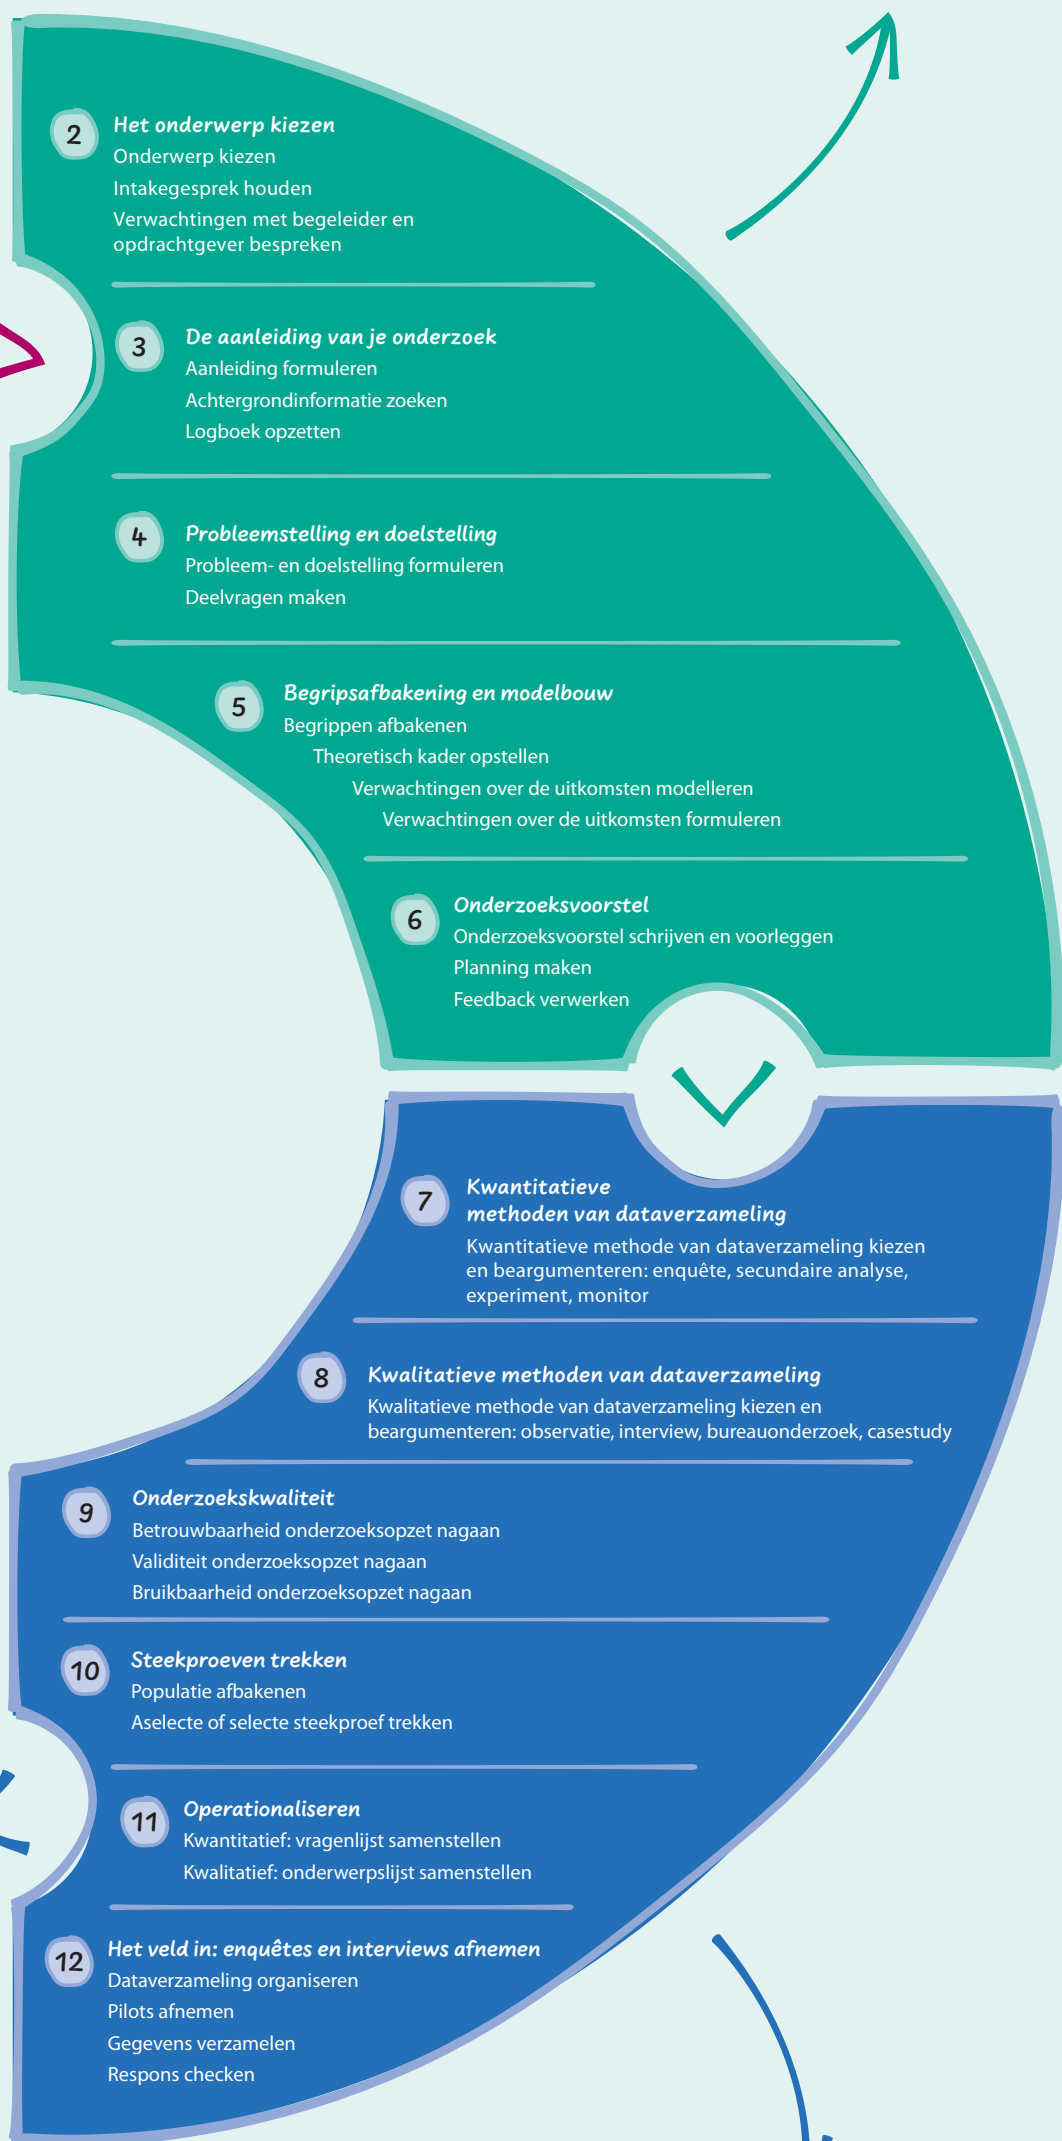 2
Het onderwerp kiezen
Onderwerp kiezen
Intakegesprek houden
Verwachtingen met begeleider en
opdrachtgever bespreken
3
De aanleiding van je onderzoek
Aanleiding formuleren
Achtergrondinformatie zoeken
Logboek opzetten
4
Probleemstelling en doelstelling
Probleem- en doelstelling formuleren
Deelvragen maken
5
Begripsafbakening en modelbouw
Begrippen afbakenen
Theoretisch kader opstellen
Verwachtingen over de uitkomsten modelleren
Verwachtingen over de uitkomsten formuleren
6
Onderzoeksvoorstel
Onderzoeksvoorstel schrijven en voorleggen
Planning maken
Feedback verwerken
7
Kwantitatieve
methoden van dataverzameling
Kwantitatieve methode van dataverzameling kiezen
en beargumenteren: enquête, secundaire analyse,
experiment, monitor
8
Kwalitatieve methoden van dataverzameling
Kwalitatieve methode van dataverzameling kiezen en
beargumenteren: observatie, interview, bureauonderzoek, casestudy
9
Onderzoekskwaliteit
Betrouwbaarheid onderzoeksopzet nagaan
Validiteit onderzoeksopzet nagaan
Bruikbaarheid onderzoeksopzet nagaan
10
Steekproeven trekken
Populatie afbakenen
Aselecte of selecte steekproef trekken
11
Operationaliseren
Kwantitatief: vragenlijst samenstellen
Kwalitatief: onderwerpslijst samenstellen
12
Het veld in: enquêtes en interviews afnemen
Dataverzameling organiseren
Pilots afnemen
Gegevens verzamelen
Respons checken